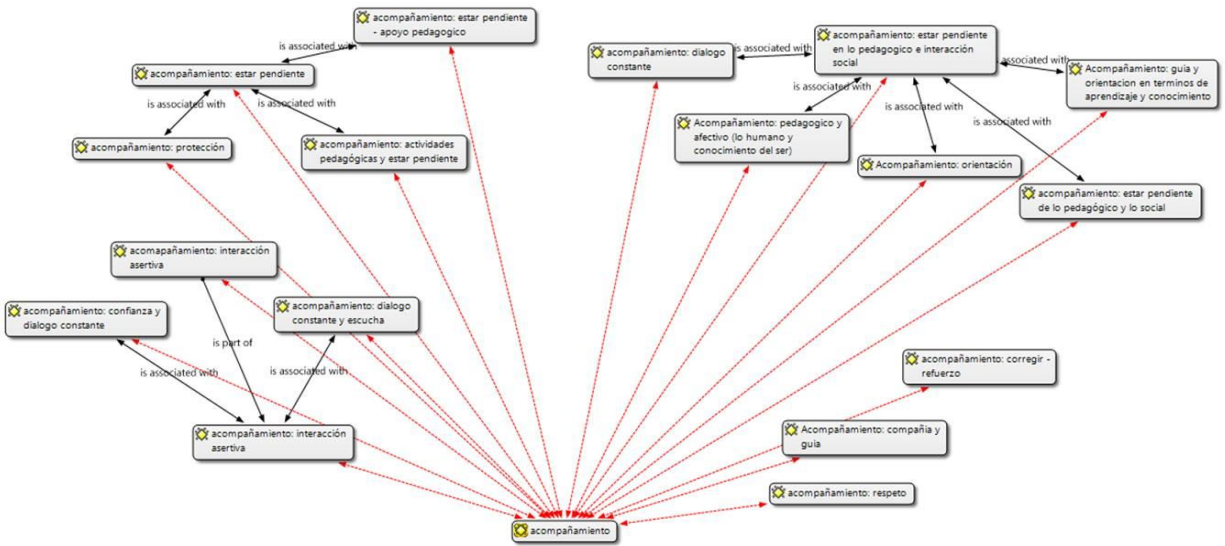 acompañamiento: estar pendiente
- apoyo pedagogico
is associated with
acompañamiento: estar pendiente
is associated with
is associated with
acompañamiento: protección
acompañamiento: actividades
pedagógicas y estar pendiente
acompañamiento: dialogo
constante
is associated with
acompañamiento: estar pendiente
en lo pedagogico e interacción
social
is associated with
Acompañamiento: guia y
orientacion en terminos de
aprendizaje y conocimiento
is associated with
is associated with
is associated with
Acompañamiento: pedagogico y
afectivo (lo humano y
conocimiento del ser)
Acompañamiento: orientación
acompañamiento: estar pendiente
de lo pedagógico y lo social
acomapañamiento: interacción
asertiva
acompañamiento: confianza y
dialogo constante
acompañamiento: dialogo
constante y escucha
is part of
is associated with
is associated with
acompañamiento: interacción
asertiva
acompañamiento: corregir -
refuerzo
Acompañamiento: compañia y
guia
acompañamiento: respeto
acompañamiento